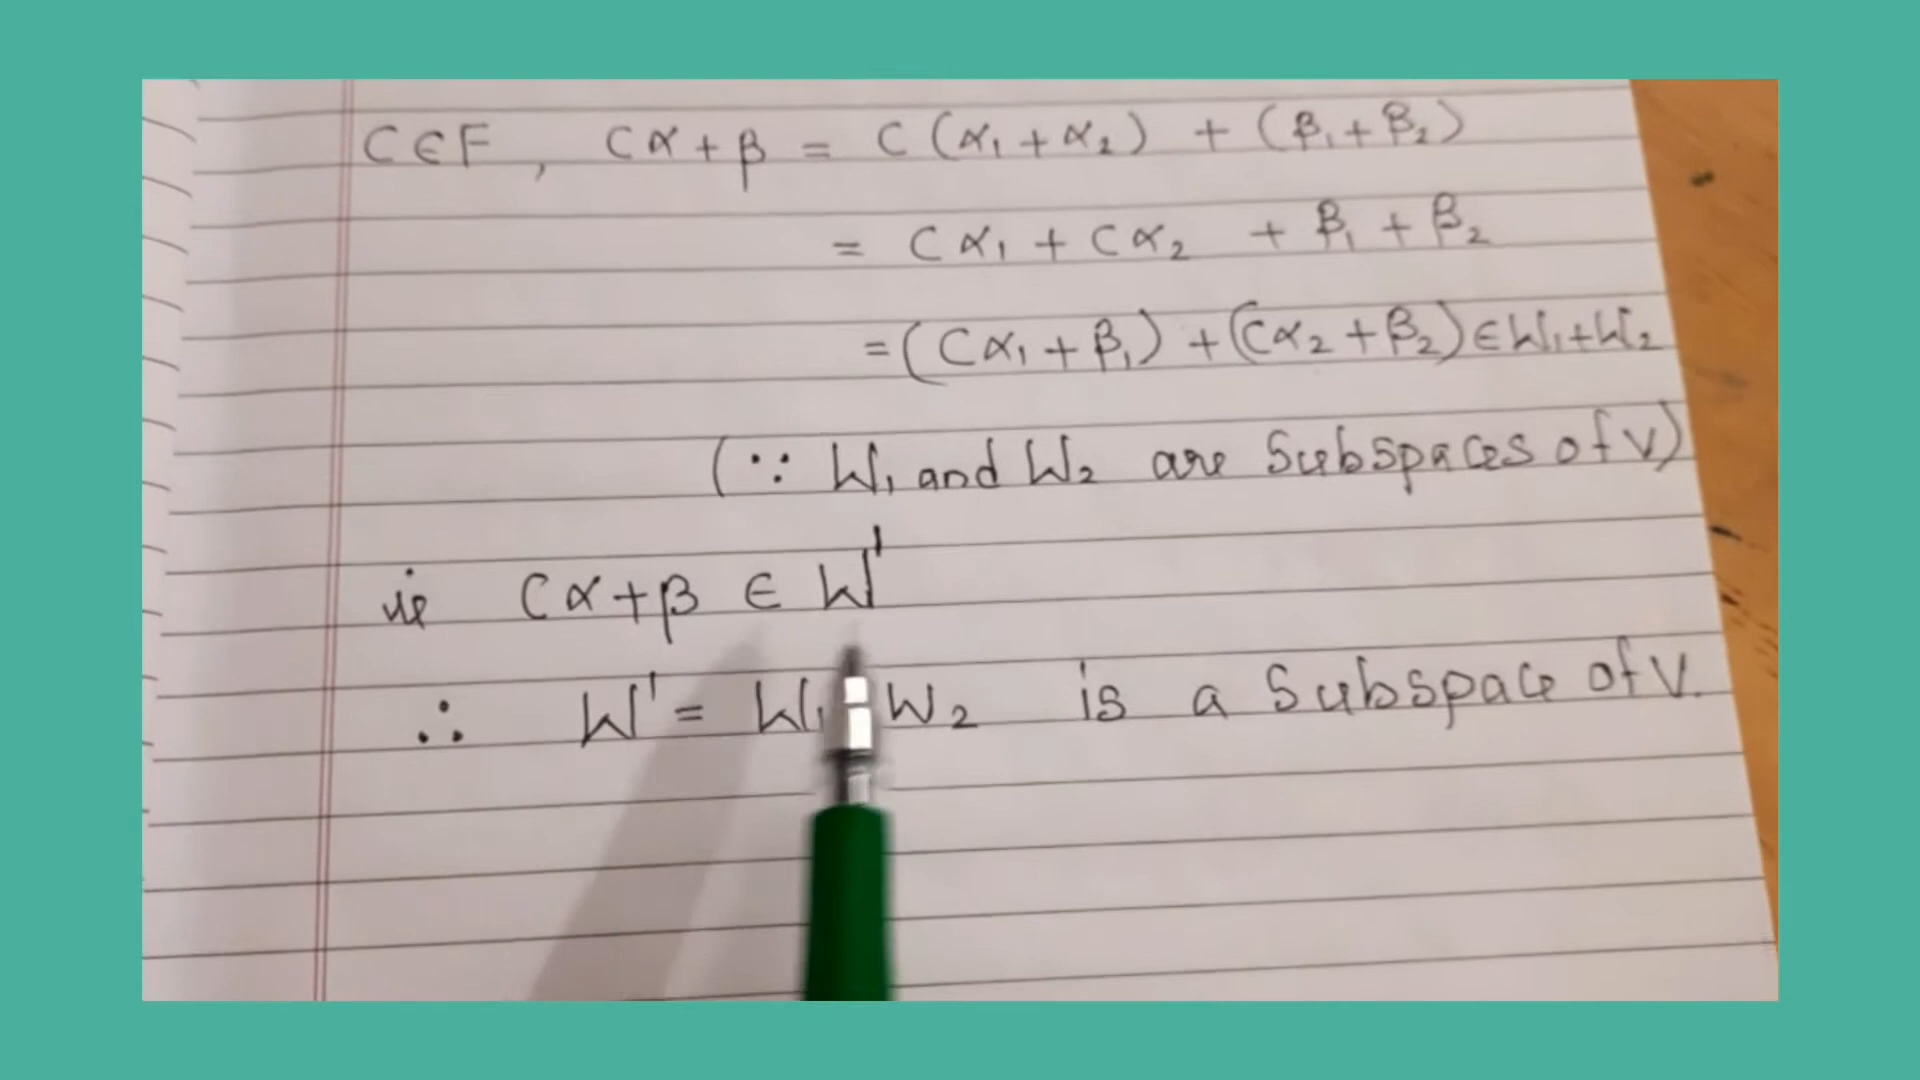 C∈F, Cα+β = C(α₁+α₂) + (β₁+β₂)
= Cα₁ + Cα₂ + β₁ + β₂
= (Cα₁+β₁) + (Cα₂+β₂) ∈ W₁+W₂
(∵ W₁ and W₂ are Subspaces of V)
ie Cα+β ∈ W'
∴ W' = W₁ W₂ is a Subspace of V.